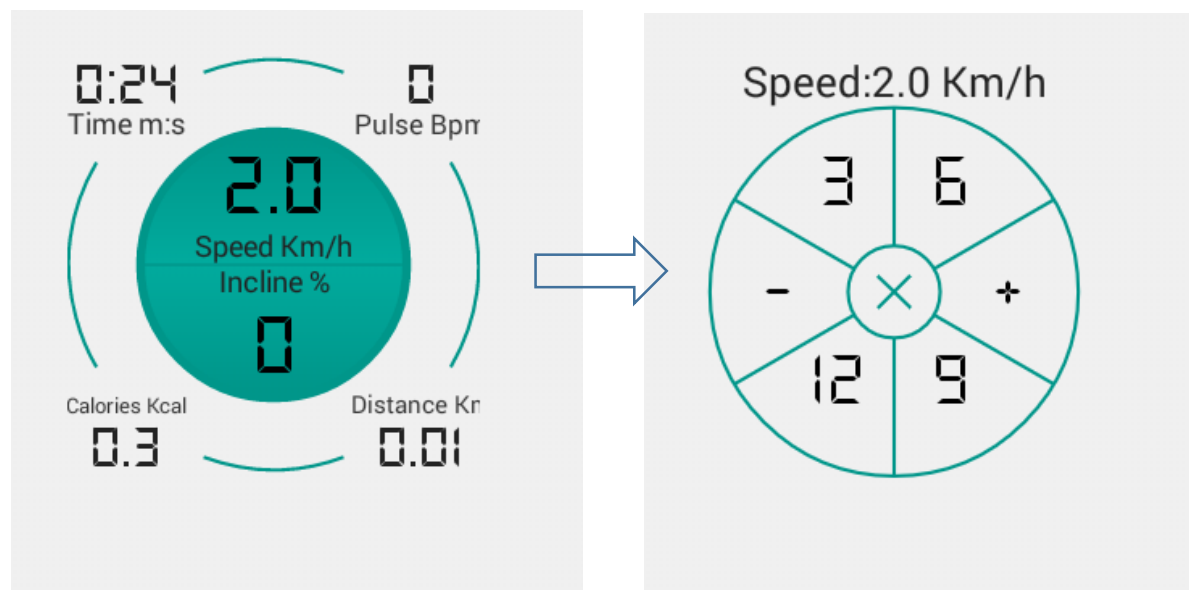 0:24
Time m:s
0
Pulse Bpm
2.0
Speed Km/h
Incline %
0
Calories Kcal
0.3
Distance Kr
0.01
Speed:2.0 Km/h
3 6
- +
12 9